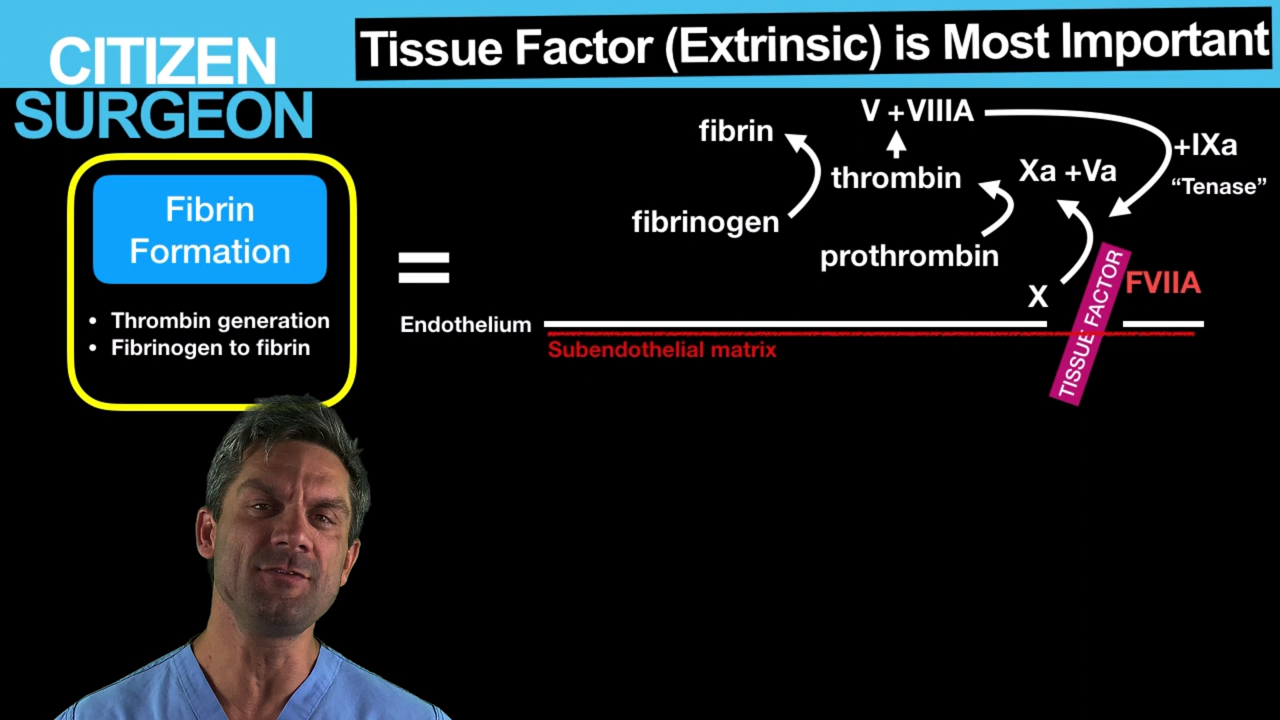 CITIZEN
SURGEON
Tissue Factor (Extrinsic) is Most Important
Fibrin
Formation
• Thrombin generation
• Fibrinogen to fibrin
=
fibrin
fibrinogen
V +VIIIA
thrombin
prothrombin
Xa +Va
+IXa
“Tenase”
X
TISSUE FACTOR
FVIIA
Endothelium
Subendothelial matrix